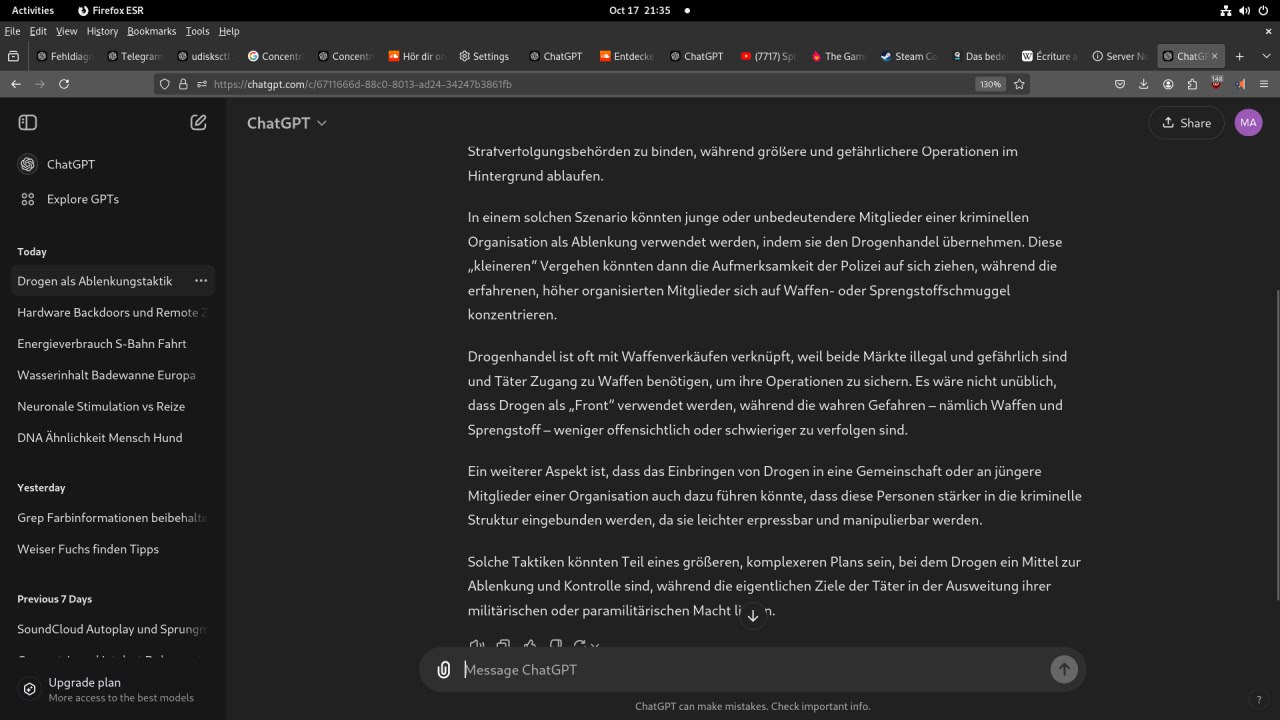 Activities
Firefox ESR
Oct 17 21:35
File Edit View History Bookmarks Tools Help
Fehldiagn
Telegram
udisksctl
Concentr
Concentr
Hör dir or
Settings
ChatGPT
Entdecke
ChatGPT
(7717) Spi
The Game
Steam Co
Das bede
Ecriture a
Server No
ChatGP
https://chatgpt.com/c/6711666d-88c0-8013-ad24-34247b3861fb
130%
148
ChatGPT
Share
MA
ChatGPT
Explore GPTs
Today
Drogen als Ablenkungstaktik
Hardware Backdoors und Remote Z
Energieverbrauch S-Bahn Fahrt
Wasserinhalt Badewanne Europa
Neuronale Stimulation vs Reize
DNA Ähnlichkeit Mensch Hund
Yesterday
Grep Farbinformationen beibehalte
Weiser Fuchs finden Tipps
Previous 7 Days
SoundCloud Autoplay und Sprungm
Upgrade plan
More access to the best models
Strafverfolgungsbehörden zu binden, während größere und gefährlichere Operationen im
Hintergrund ablaufen.
In einem solchen Szenario könnten junge oder unbedeutendere Mitglieder einer kriminellen
Organisation als Ablenkung verwendet werden, indem sie den Drogenhandel übernehmen. Diese
„kleineren“ Vergehen könnten dann die Aufmerksamkeit der Polizei auf sich ziehen, während die
erfahrenen, höher organisierten Mitglieder sich auf Waffen- oder Sprengstoffschmuggel
konzentrieren.
Drogenhandel ist oft mit Waffenverkäufen verknüpft, weil beide Märkte illegal und gefährlich sind
und Täter Zugang zu Waffen benötigen, um ihre Operationen zu sichern. Es wäre nicht unüblich,
dass Drogen als „Front“ verwendet werden, während die wahren Gefahren – nämlich Waffen und
Sprengstoff – weniger offensichtlich oder schwieriger zu verfolgen sind.
Ein weiterer Aspekt ist, dass das Einbringen von Drogen in eine Gemeinschaft oder an jüngere
Mitglieder einer Organisation auch dazu führen könnte, dass diese Personen stärker in die kriminelle
Struktur eingebunden werden, da sie leichter erpressbar und manipulierbar werden.
Solche Taktiken könnten Teil eines größeren, komplexeren Plans sein, bei dem Drogen ein Mittel zur
Ablenkung und Kontrolle sind, während die eigentlichen Ziele der Täter in der Ausweitung ihrer
militärischen oder paramilitärischen Macht
Message ChatGPT
ChatGPT can make mistakes. Check important info.
?